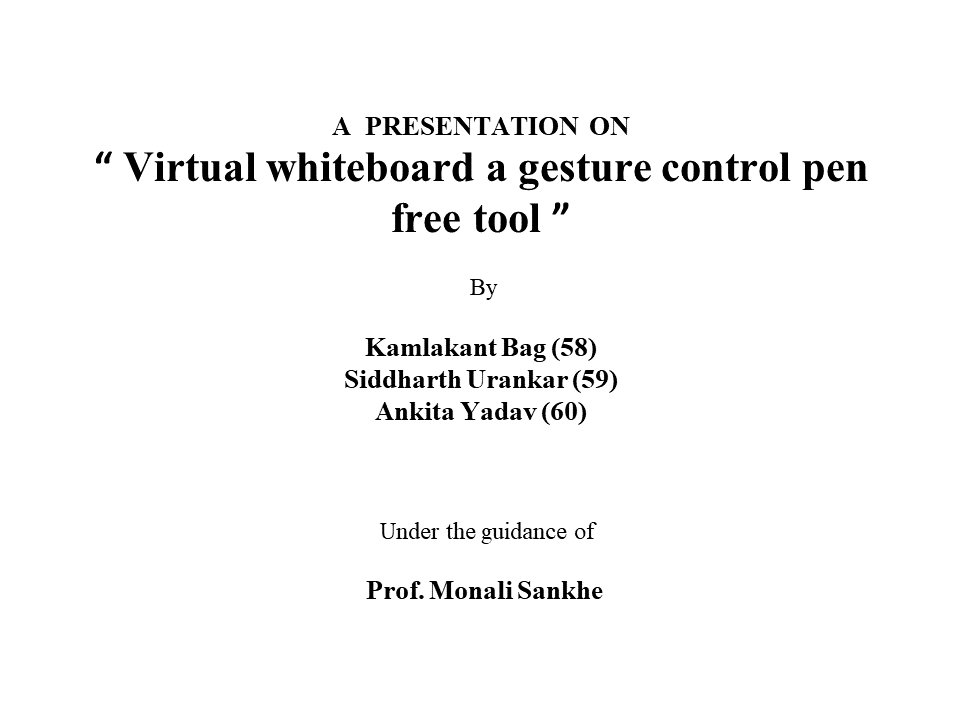 A PRESENTATION ON
“ Virtual whiteboard a gesture control pen
free tool ”
By
Kamlakant Bag (58)
Siddharth Urankar (59)
Ankita Yadav (60)
Under the guidance of
Prof. Monali Sankhe